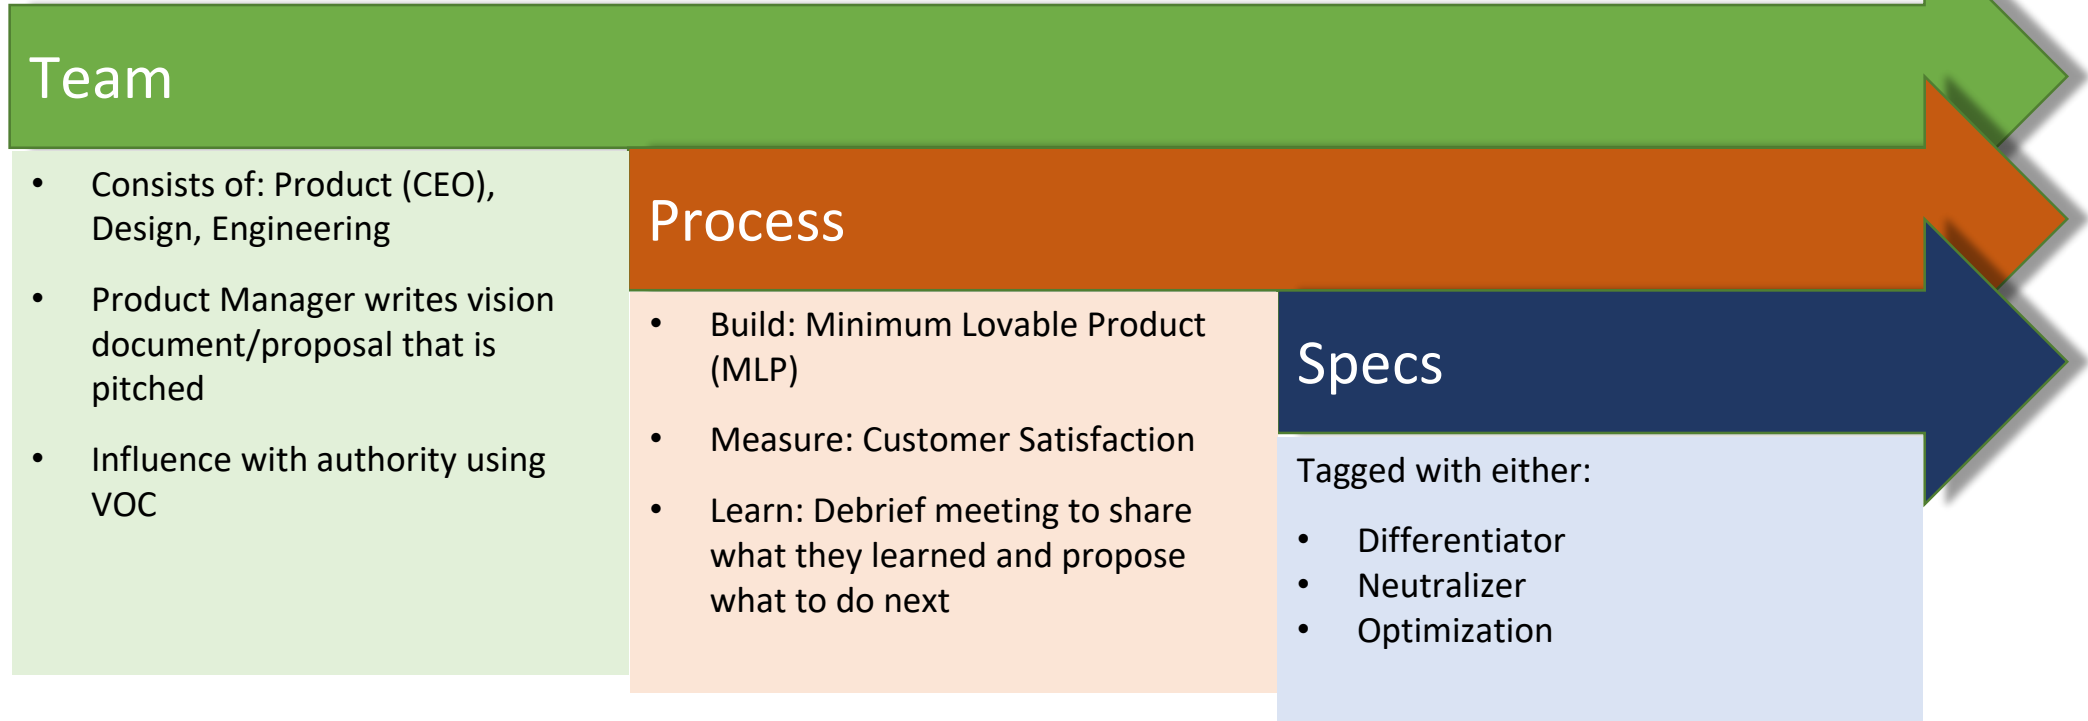 Team
• Consists of: Product (CEO),
Design, Engineering
• Product Manager writes vision
document/proposal that is
pitched
• Influence with authority using
VOC
Process
• Build: Minimum Lovable Product
(MLP)
• Measure: Customer Satisfaction
• Learn: Debrief meeting to share
what they learned and propose
what to do next
Specs
Tagged with either:
• Differentiator
• Neutralizer
• Optimization